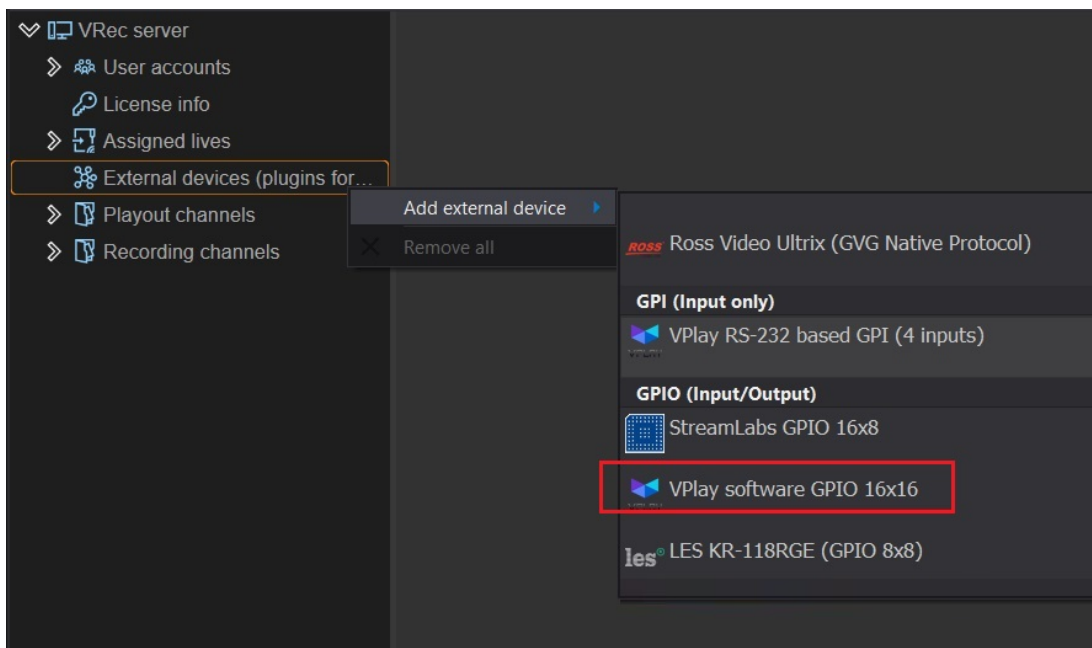 VRec server
User accounts
License info
Assigned lives
External devices (plugins for...
Playout channels
Recording channels
Add external device
Remove all
ROSS Ross Video Ultrix (GVG Native Protocol)
GPI (Input only)
VPlay RS-232 based GPI (4 inputs)
GPIO (Input/Output)
StreamLabs GPIO 16x8
VPlay software GPIO 16x16
les® LES KR-118RGE (GPIO 8x8)